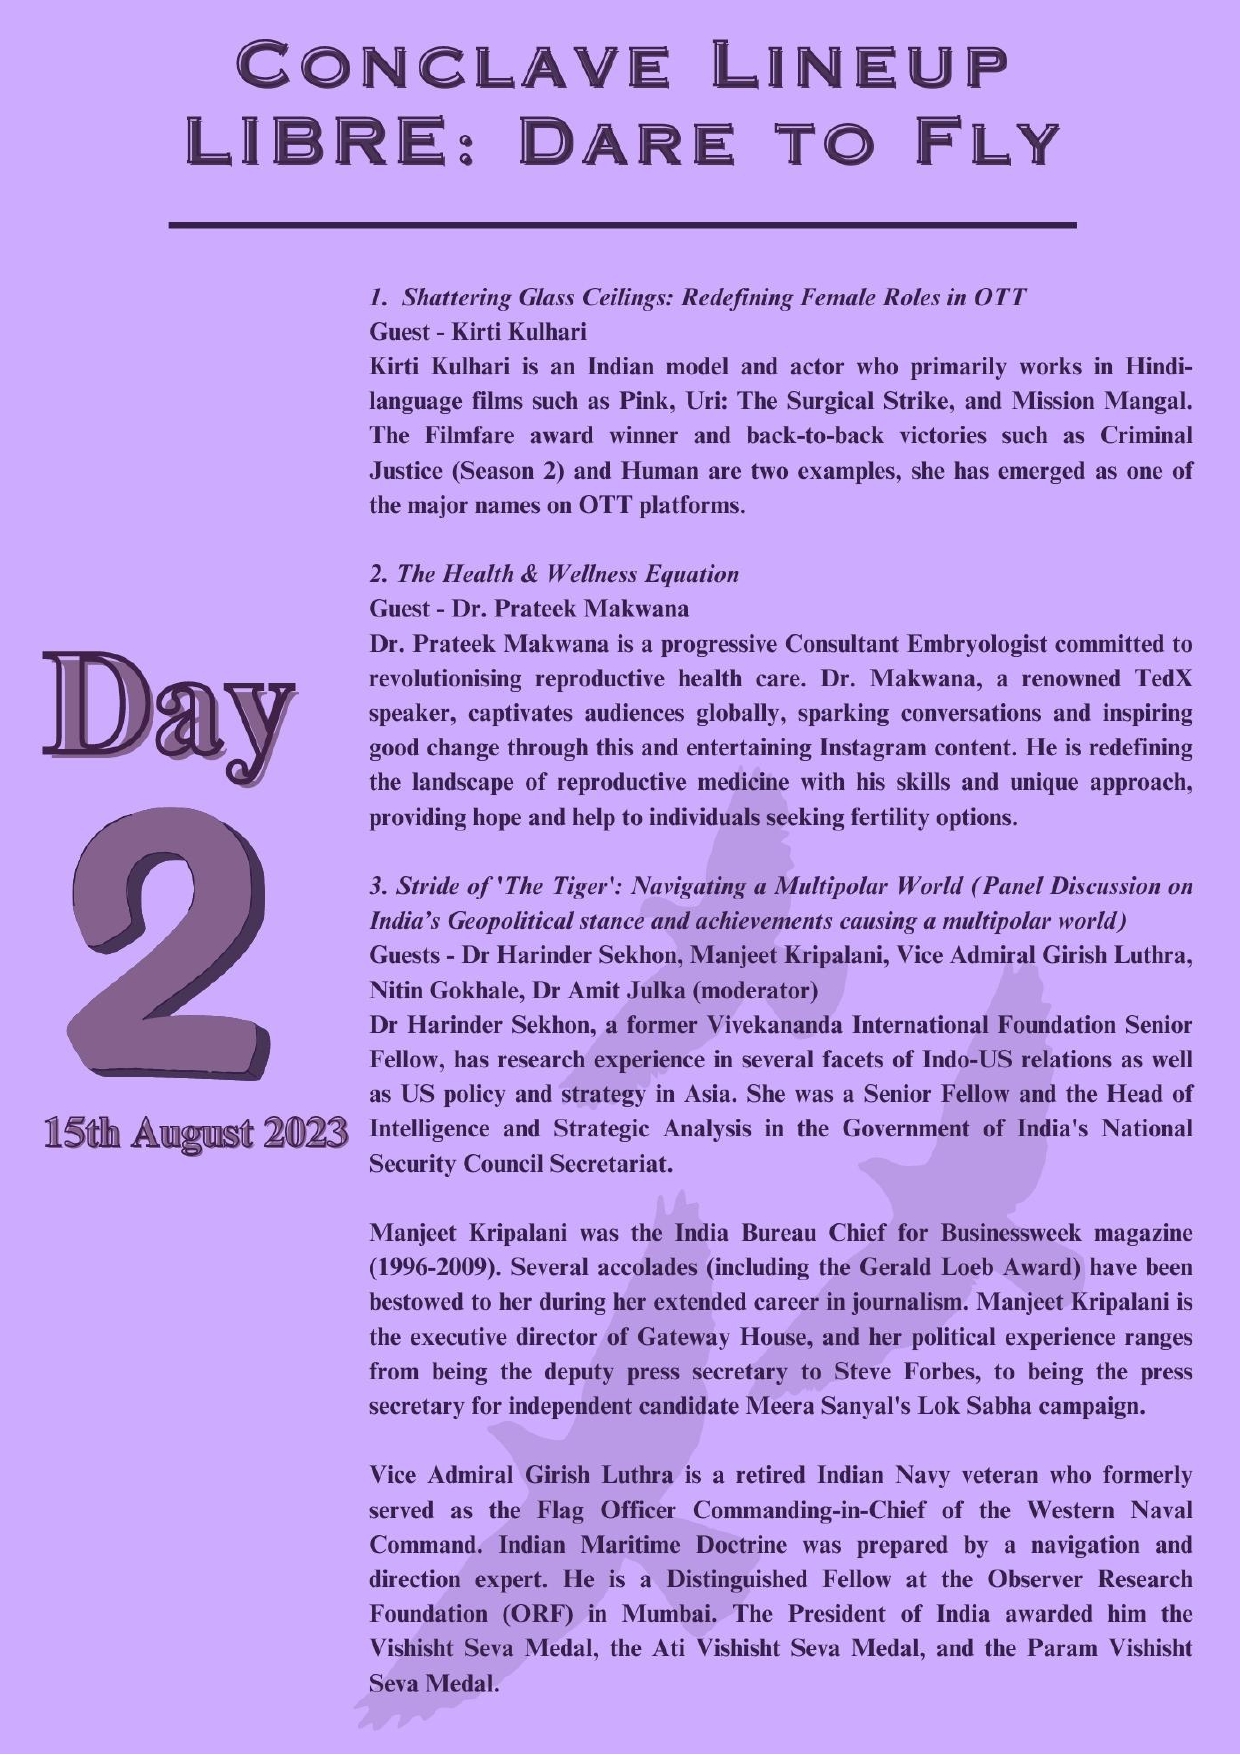 Conclave Lineup
LIBRE: Dare to Fly
1. Shattering Glass Ceilings: Redefining Female Roles in OTT
Guest - Kirti Kulhari
Kirti Kulhari is an Indian model and actor who primarily works in Hindi-
language films such as Pink, Uri: The Surgical Strike, and Mission Mangal.
The Filmfare award winner and back-to-back victories such as Criminal
Justice (Season 2) and Human are two examples, she has emerged as one of
the major names on OTT platforms.
2. The Health & Wellness Equation
Guest - Dr. Prateek Makwana
Dr. Prateek Makwana is a progressive Consultant Embryologist committed to
revolutionising reproductive health care. Dr. Makwana, a renowned TedX
speaker, captivates audiences globally, sparking conversations and inspiring
good change through this and entertaining Instagram content. He is redefining
the landscape of reproductive medicine with his skills and unique approach,
providing hope and help to individuals seeking fertility options.
3. Stride of 'The Tiger': Navigating a Multipolar World (Panel Discussion on
India's Geopolitical stance and achievements causing a multipolar world)
Guests - Dr Harinder Sekhon, Manjeet Kripalani, Vice Admiral Girish Luthra,
Nitin Gokhale, Dr Amit Julka (moderator)
Dr Harinder Sekhon, a former Vivekananda International Foundation Senior
Fellow, has research experience in several facets of Indo-US relations as well
as US policy and strategy in Asia. She was a Senior Fellow and the Head of
Intelligence and Strategic Analysis in the Government of India's National
Security Council Secretariat.
Manjeet Kripalani was the India Bureau Chief for Businessweek magazine
(1996-2009). Several accolades (including the Gerald Loeb Award) have been
bestowed to her during her extended career in journalism. Manjeet Kripalani is
the executive director of Gateway House, and her political experience ranges
from being the deputy press secretary to Steve Forbes, to being the press
secretary for independent candidate Meera Sanyal's Lok Sabha campaign.
Vice Admiral Girish Luthra is a retired Indian Navy veteran who formerly
served as the Flag Officer Commanding-in-Chief of the Western Naval
Command. Indian Maritime Doctrine was prepared by a navigation and
direction expert. He is a Distinguished Fellow at the Observer Research
Foundation (ORF) in Mumbai. The President of India awarded him the
Vishisht Seva Medal, the Ati Vishisht Seva Medal, and the Param Vishisht
Seva Medal.
Day
2
15th August 2023